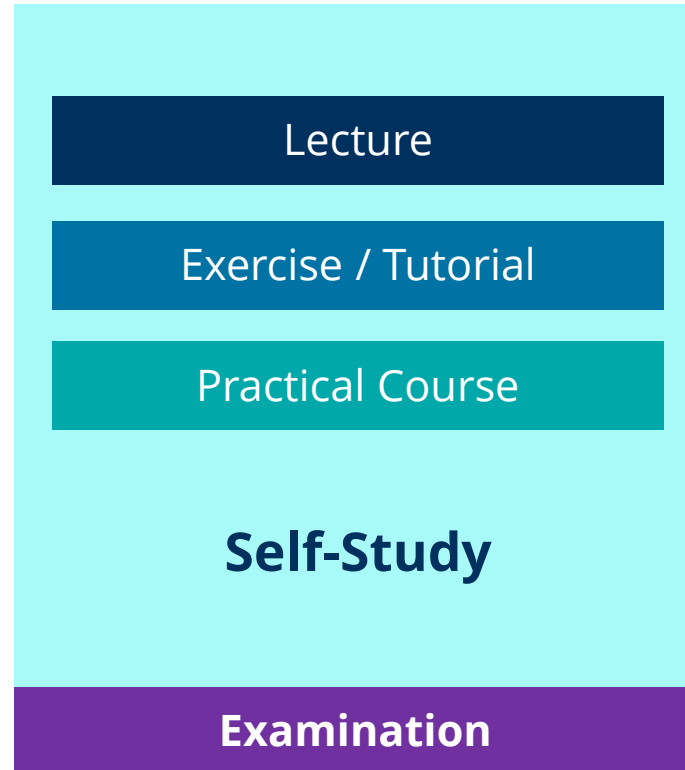 Lecture
Exercise / Tutorial
Practical Course
Self-Study
Examination